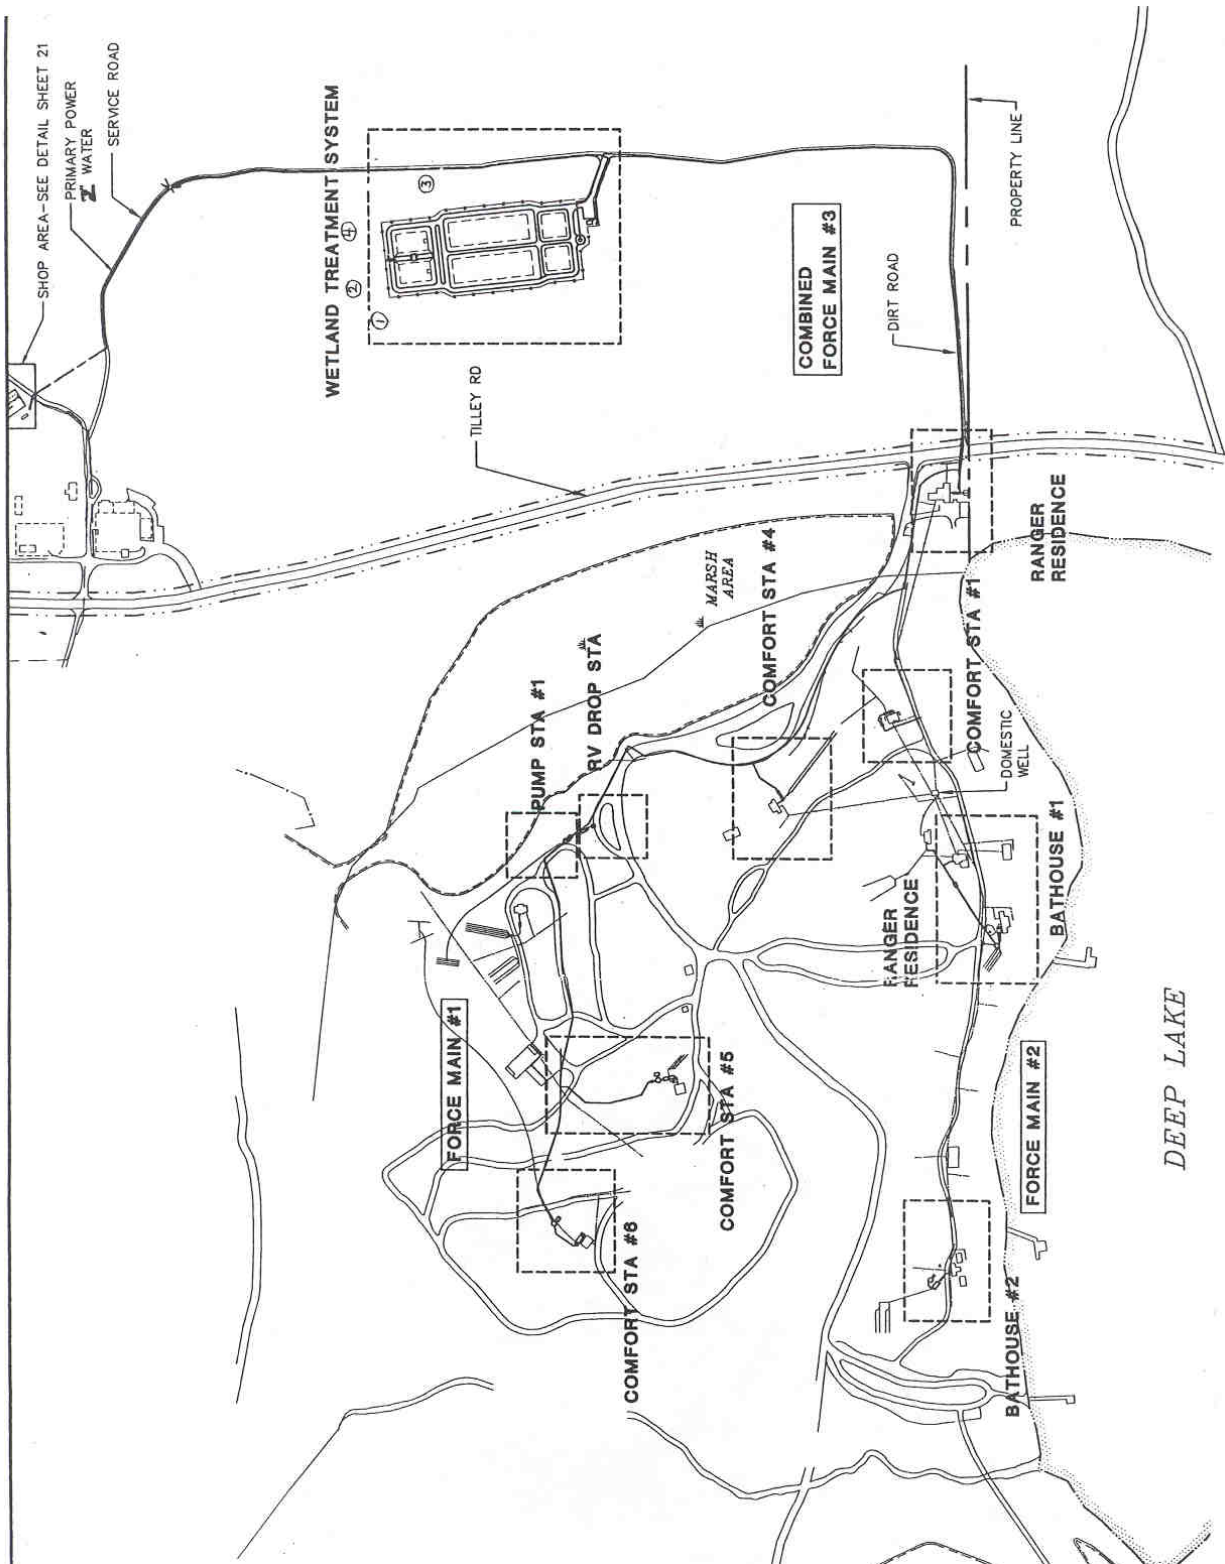 SHOP AREA-SEE DETAIL SHEET 21
PRIMARY POWER
WATER
SERVICE ROAD
WETLAND TREATMENT SYSTEM
①
②
④
③
TILLEY RD
COMBINED
FORCE MAIN #3
DIRT ROAD
PROPERTY LINE
RANGER
RESIDENCE
MARSH
AREA
COMFORT STA #4
RV DROP STA
PUMP STA #1
COMFORT STA #1
DOMESTIC
WELL
BATHOUSE #1
RANGER
RESIDENCE
FORCE MAIN #1
COMFORT STA #5
FORCE MAIN #2
COMFORT STA #6
BATHOUSE #2
DEEP LAKE